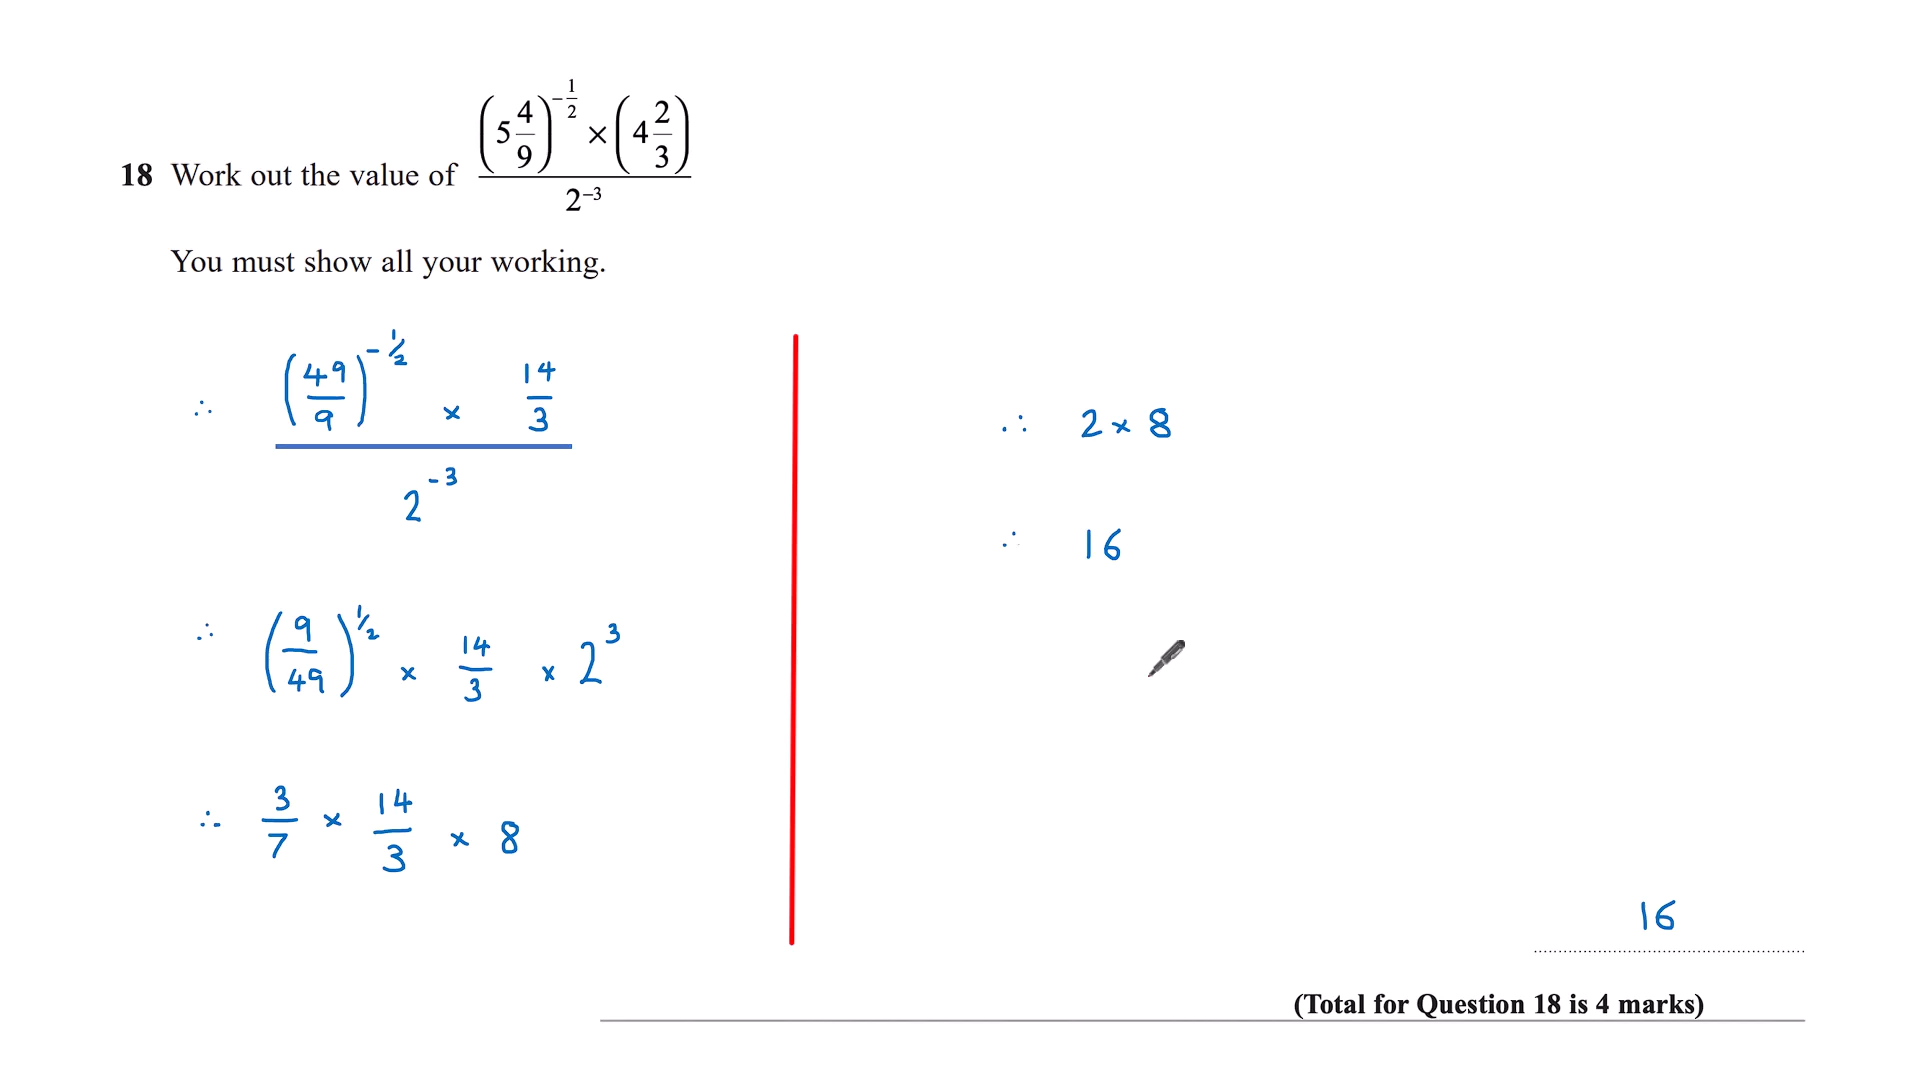 18 Work out the value of (5 4/9)^(-1/2) × (4 2/3) / 2^(-3)
You must show all your working.
∴ (49/9)^(-1/2) × 14/3 / 2^(-3)
∴ (9/49)^(1/2) × 14/3 × 2^3
∴ 3/7 × 14/3 × 8
∴ 2 × 8
∴ 16
16
(Total for Question 18 is 4 marks)